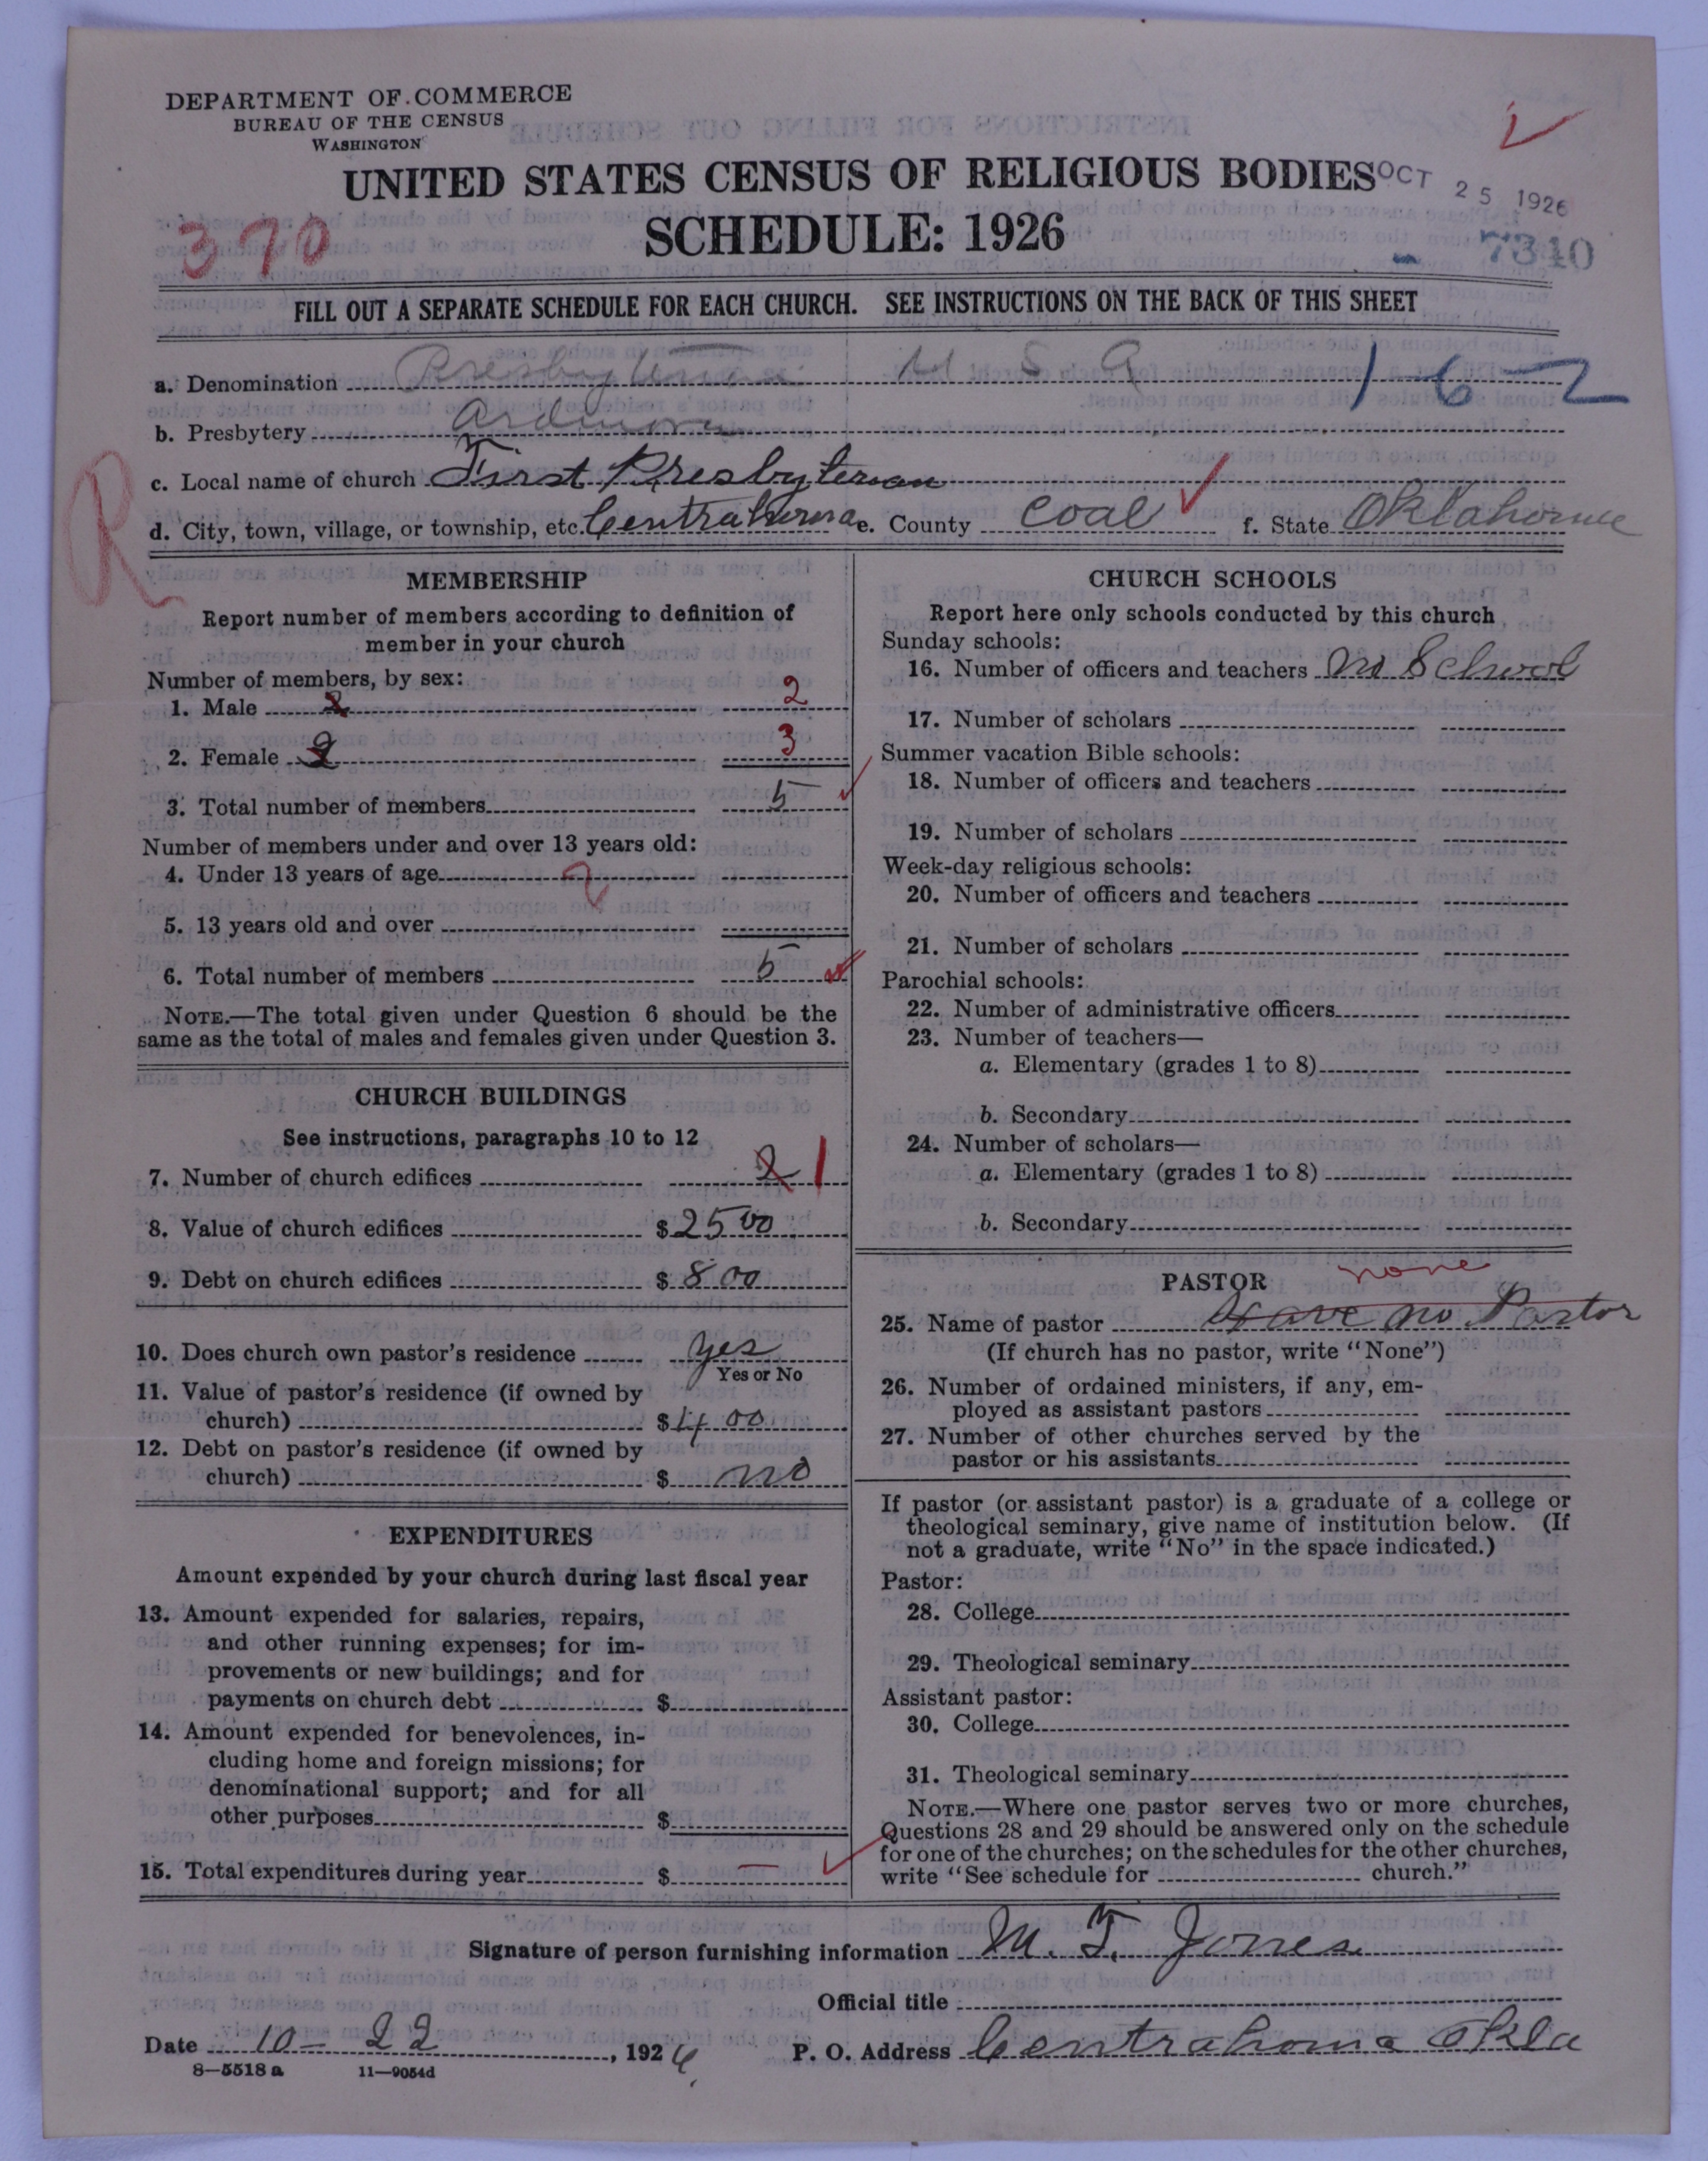 DEPARTMENT OF COMMERCE
BUREAU OF THE CENSUS
WASHINGTON
UNITED STATES CENSUS OF RELIGIOUS BODIES
OCT 25 1926
SCHEDULE: 1926
370
7340
FILL OUT A SEPARATE SCHEDULE FOR EACH CHURCH. SEE INSTRUCTIONS ON THE BACK OF THIS SHEET
a. Denomination Presbyterian U S A 1-62
b. Presbytery Ardmore
R
c. Local name of church First Presbyterian
d. City, town, village, or township, etc. Centrahoma e. County Coal f. State Oklahoma
MEMBERSHIP
Report number of members according to definition of
member in your church
Number of members, by sex:
1. Male 2
2. Female 3
3. Total number of members 5
Number of members under and over 13 years old:
4. Under 13 years of age
5. 13 years old and over
6. Total number of members 5
NOTE.—The total given under Question 6 should be the
same as the total of males and females given under Question 3.
CHURCH BUILDINGS
See instructions, paragraphs 10 to 12
7. Number of church edifices 2 1
8. Value of church edifices $ 2500
9. Debt on church edifices $ 800
10. Does church own pastor's residence yes
Yes or No
11. Value of pastor's residence (if owned by
church) $ 400
12. Debt on pastor's residence (if owned by
church) $ no
EXPENDITURES
Amount expended by your church during last fiscal year
13. Amount expended for salaries, repairs,
and other running expenses; for im-
provements or new buildings; and for
payments on church debt $
14. Amount expended for benevolences, in-
cluding home and foreign missions; for
denominational support; and for all
other purposes $
15. Total expenditures during year $ —
CHURCH SCHOOLS
Report here only schools conducted by this church
Sunday schools:
16. Number of officers and teachers no School
17. Number of scholars
Summer vacation Bible schools:
18. Number of officers and teachers
19. Number of scholars
Week-day religious schools:
20. Number of officers and teachers
21. Number of scholars
Parochial schools:
22. Number of administrative officers
23. Number of teachers—
a. Elementary (grades 1 to 8)
b. Secondary
24. Number of scholars—
a. Elementary (grades 1 to 8)
b. Secondary
PASTOR none
25. Name of pastor Have no Pastor
(If church has no pastor, write "None")
26. Number of ordained ministers, if any, em-
ployed as assistant pastors
27. Number of other churches served by the
pastor or his assistants
If pastor (or assistant pastor) is a graduate of a college or
theological seminary, give name of institution below. (If
not a graduate, write "No" in the space indicated.)
Pastor:
28. College
29. Theological seminary
Assistant pastor:
30. College
31. Theological seminary
NOTE.—Where one pastor serves two or more churches,
Questions 28 and 29 should be answered only on the schedule
for one of the churches; on the schedules for the other churches,
write "See schedule for church."
Signature of person furnishing information M. T. Jones
Official title
Date 10-22, 1926
P. O. Address Centrahoma Okla
8—5518 a 11—9054d